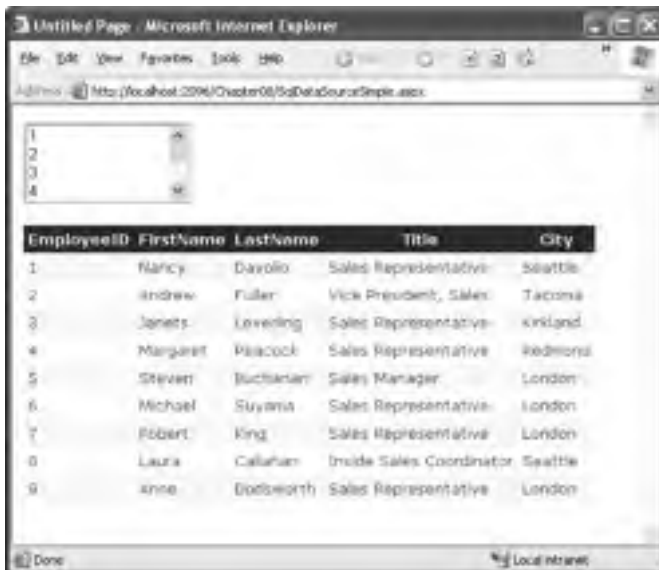 Untitled Page - Microsoft Internet Explorer
File Edit View Favorites Tools Help
Address http://localhost:2096/Chapter08/SqlDataSourceSimple.aspx
1
2
3
4
EmployeeID FirstName LastName Title City
1 Nancy Davolio Sales Representative Seattle
2 Andrew Fuller Vice President, Sales Tacoma
3 Janets Leverling Sales Representative Kirkland
4 Margaret Peacock Sales Representative Redmond
5 Steven Buchanan Sales Manager London
6 Michael Suyama Sales Representative London
7 Robert King Sales Representative London
8 Laura Callahan Inside Sales Coordinator Seattle
9 Anne Dodsworth Sales Representative London
Done Local intranet